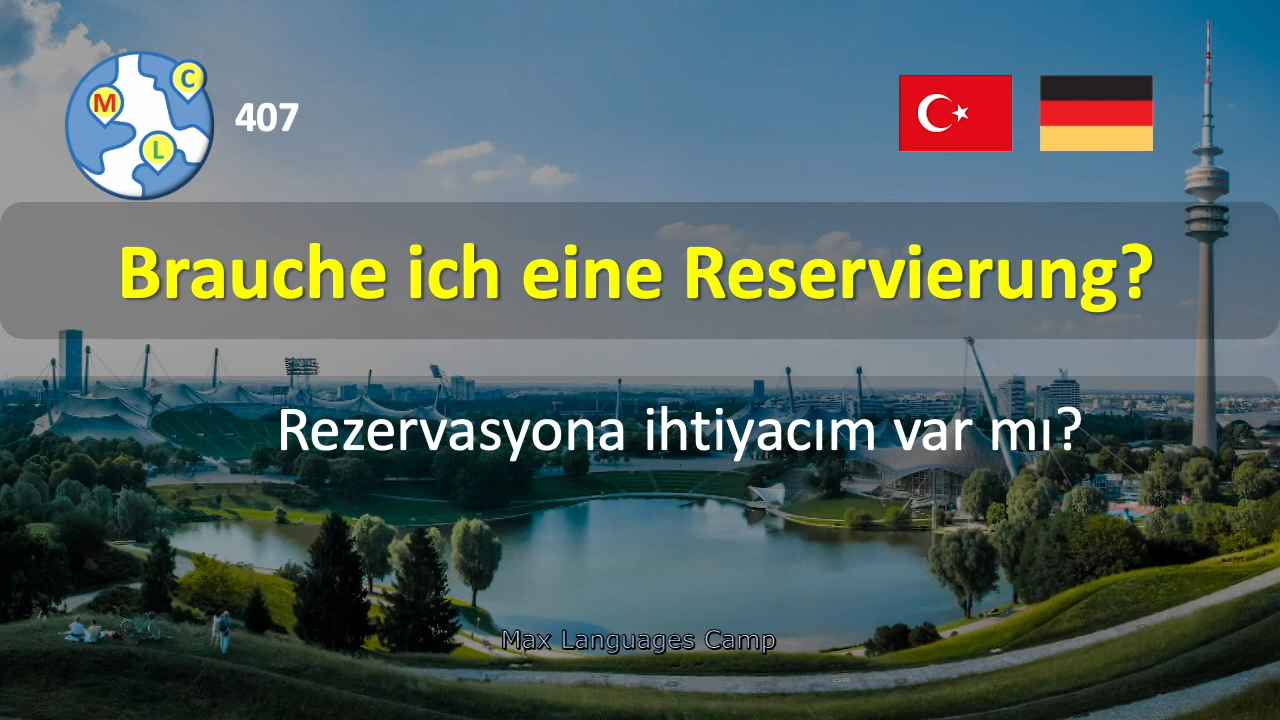 M
C
L
407
Brauche ich eine Reservierung?
Rezervasyona ihtiyacım var mı?
Max Languages Camp